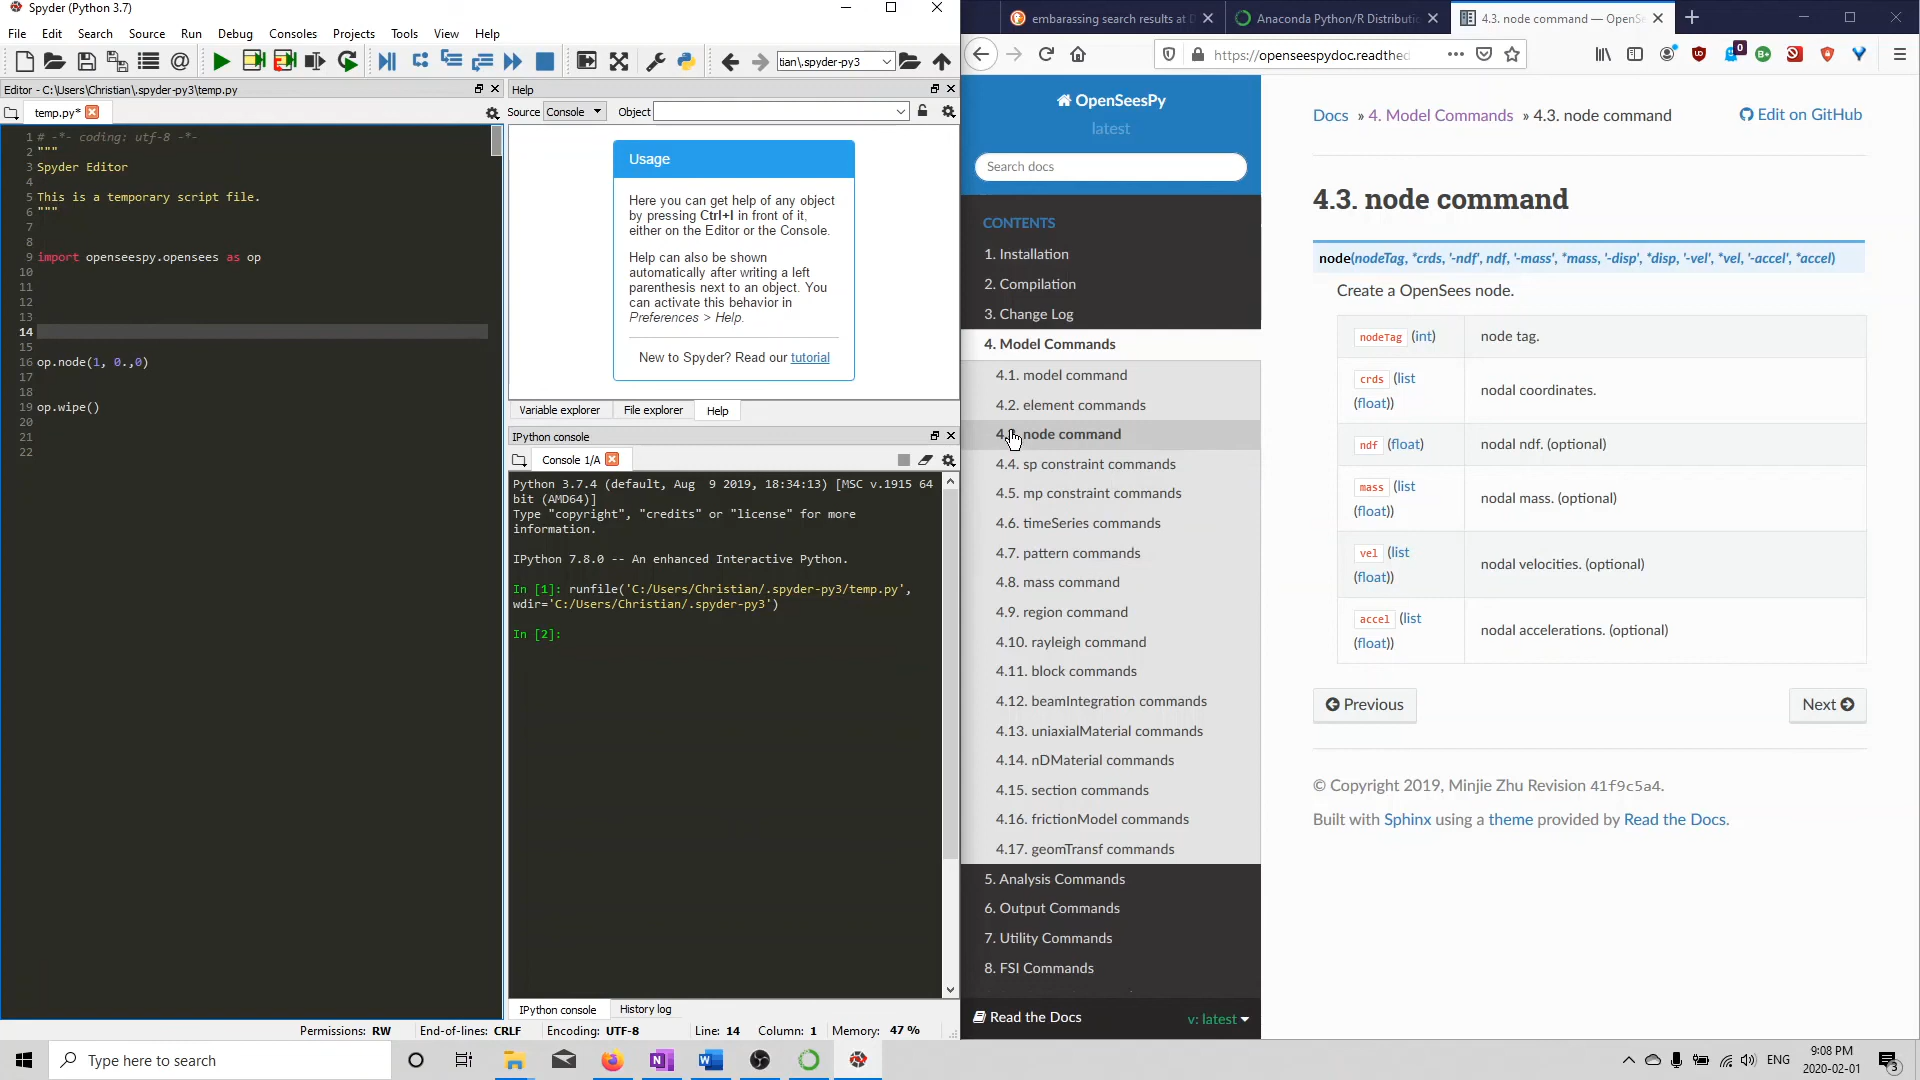 Spyder (Python 3.7)
File Edit Search Source Run Debug Consoles Projects Tools View Help
tian\.spyder-py3
Editor - C:\Users\Christian\.spyder-py3\temp.py
temp.py*
1 # -*- coding: utf-8 -*-
2 """
3 Spyder Editor
4
5 This is a temporary script file.
6 """
7
8
9 import openseespy.opensees as op
10
11
12
13
14
15
16 op.node(1, 0.,0)
17
18
19 op.wipe()
20
21
22
Help
Source Console Object
Usage
Here you can get help of any object
by pressing Ctrl+I in front of it,
either on the Editor or the Console.
Help can also be shown
automatically after writing a left
parenthesis next to an object. You
can activate this behavior in
Preferences > Help.
New to Spyder? Read our tutorial
Variable explorer File explorer Help
IPython console
Console 1/A
Python 3.7.4 (default, Aug  9 2019, 18:34:13) [MSC v.1915 64
bit (AMD64)]
Type "copyright", "credits" or "license" for more
information.
IPython 7.8.0 -- An enhanced Interactive Python.
In [1]: runfile('C:/Users/Christian/.spyder-py3/temp.py',
wdir='C:/Users/Christian/.spyder-py3')
In [2]:
IPython console History log
Permissions: RW End-of-lines: CRLF Encoding: UTF-8 Line: 14 Column: 1 Memory: 47 %
embarassing search results at D
Anaconda Python/R Distributic
4.3. node command — OpenSe
https://openseespydoc.readthed
0
OpenSeesPy
latest
Search docs
CONTENTS
1. Installation
2. Compilation
3. Change Log
4. Model Commands
4.1. model command
4.2. element commands
node command
4.4. sp constraint commands
4.5. mp constraint commands
4.6. timeSeries commands
4.7. pattern commands
4.8. mass command
4.9. region command
4.10. rayleigh command
4.11. block commands
4.12. beamIntegration commands
4.13. uniaxialMaterial commands
4.14. nDMaterial commands
4.15. section commands
4.16. frictionModel commands
4.17. geomTransf commands
5. Analysis Commands
6. Output Commands
7. Utility Commands
8. FSI Commands
Read the Docs v: latest
Docs » 4. Model Commands » 4.3. node command
Edit on GitHub
4.3. node command
node(nodeTag, *crds, '-ndf', ndf, '-mass', *mass, '-disp', *disp, '-vel', *vel, '-accel', *accel)
Create a OpenSees node.
nodeTag (int) node tag.
crds (list
(float)) nodal coordinates.
ndf (float) nodal ndf. (optional)
mass (list
(float)) nodal mass. (optional)
vel (list
(float)) nodal velocities. (optional)
accel (list
(float)) nodal accelerations. (optional)
Previous Next
© Copyright 2019, Minjie Zhu Revision 41f9c5a4.
Built with Sphinx using a theme provided by Read the Docs.
Type here to search
ENG
9:08 PM
2020-02-01
3